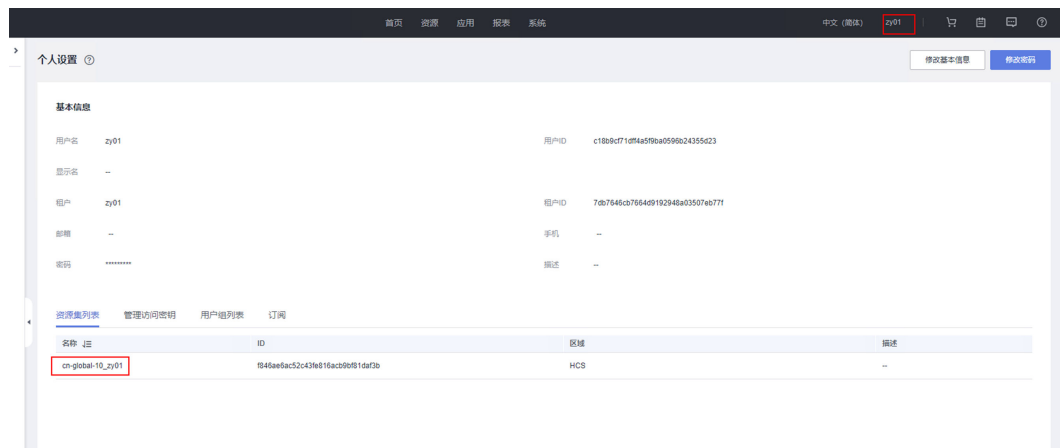 首页 资源 应用 报表 系统 中文 (简体) zy01
个人设置 修改基本信息 修改密码
基本信息
用户名 zy01 用户ID c18b9cf71dff4a5f9ba0596b24355d23
显示名 --
租户 zy01 租户ID 7db7646cb7664d9192948a03507eb77f
邮箱 -- 手机 --
密码 ********* 描述 --
资源集列表 管理访问密钥 用户组列表 订阅
名称 ID 区域 描述
cn-global-10_zy01 f846ae6ac52c43fe816acb9bf81daf3b HCS --